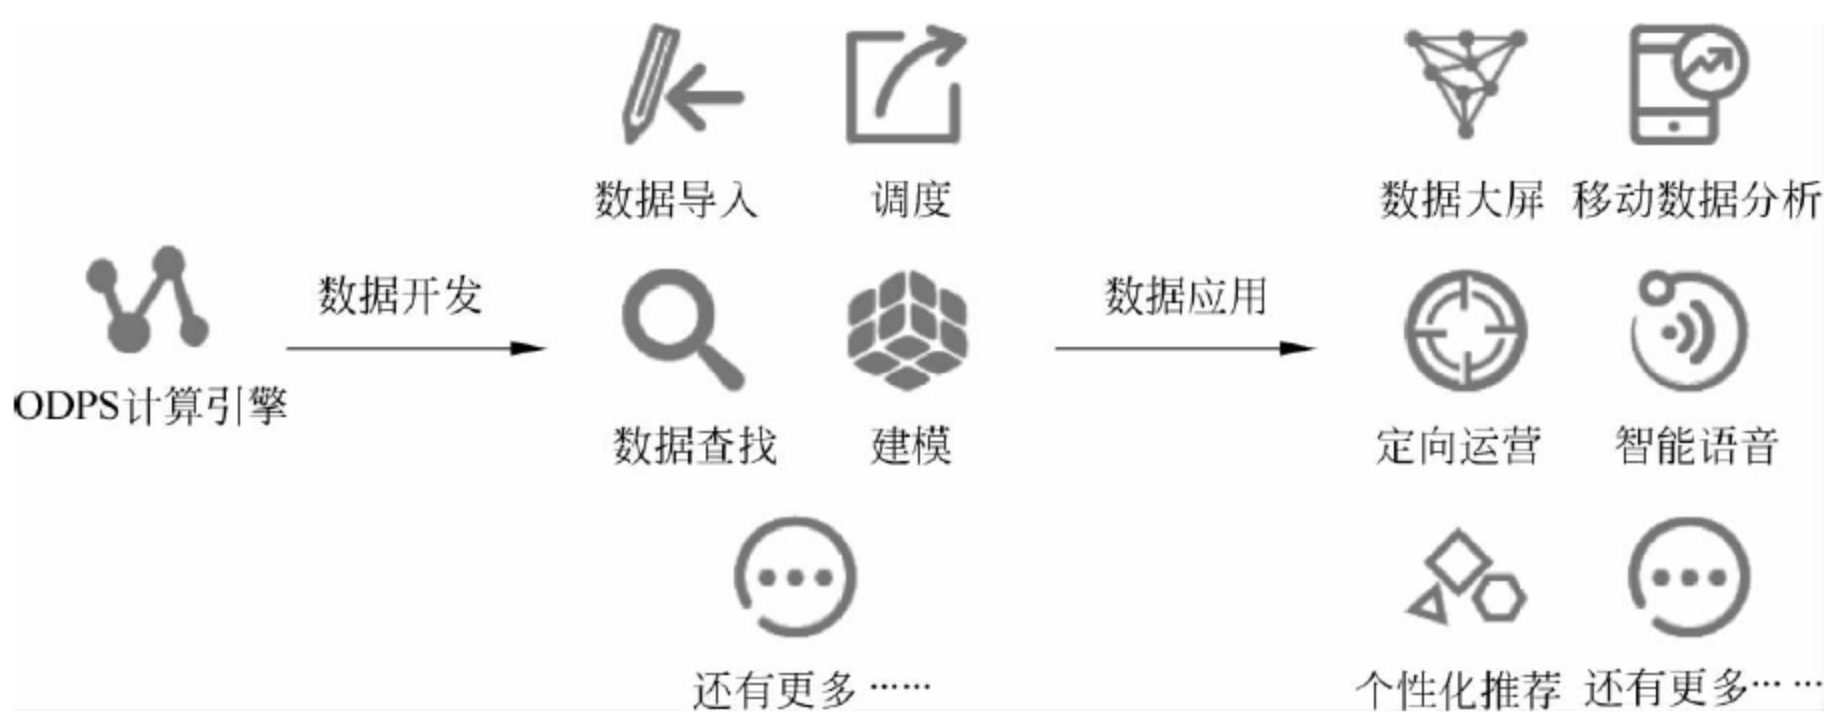 数据导入
调度
数据大屏
移动数据分析
数据开发
数据应用
ODPS计算引擎
数据查找
建模
定向运营
智能语音
还有更多……
个性化推荐
还有更多……